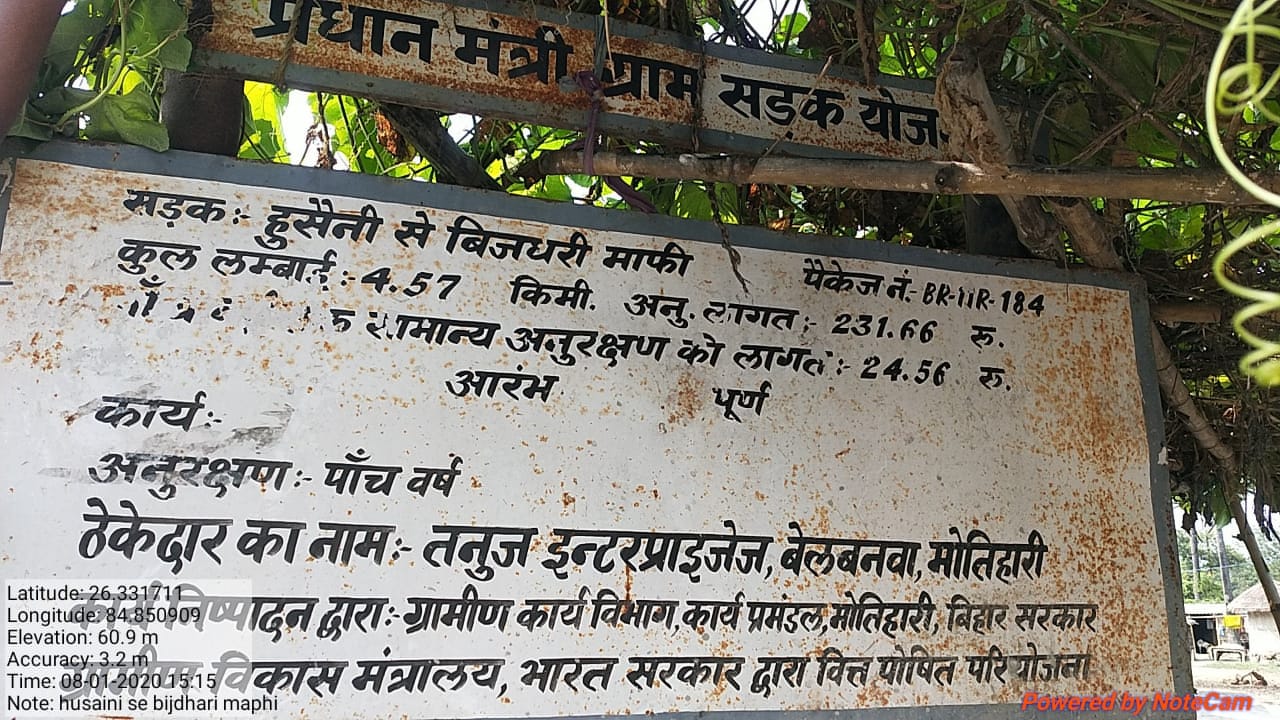 प्रधान मंत्री ग्राम सड़क योज
सड़क:- हुसैनी से बिजधरी माफी पैकेज नं:- BR-11R-184
कुल लम्बाई:- 4.57 किमी. अनु. लागत:- 231.66 रु.
सामान्य अनुरक्षण की लागत:- 24.56 रु.
आरंभ पूर्ण
कार्य:-
अनुरक्षण:- पाँच वर्ष
ठेकेदार का नाम:- तनुज इन्टरप्राइजेज, बेलबनवा, मोतिहारी
निष्पादन द्वारा:- ग्रामीण कार्य विभाग, कार्य प्रमंडल, मोतिहारी, बिहार सरकार
ग्रामीण विकास मंत्रालय, भारत सरकार द्वारा वित्त पोषित परियोजना
Latitude: 26.331711
Longitude: 84.850909
Elevation: 60.9 m
Accuracy: 3.2 m
Time: 08-01-2020 15:15
Note: husaini se bijdhari maphi
Powered by NoteCam